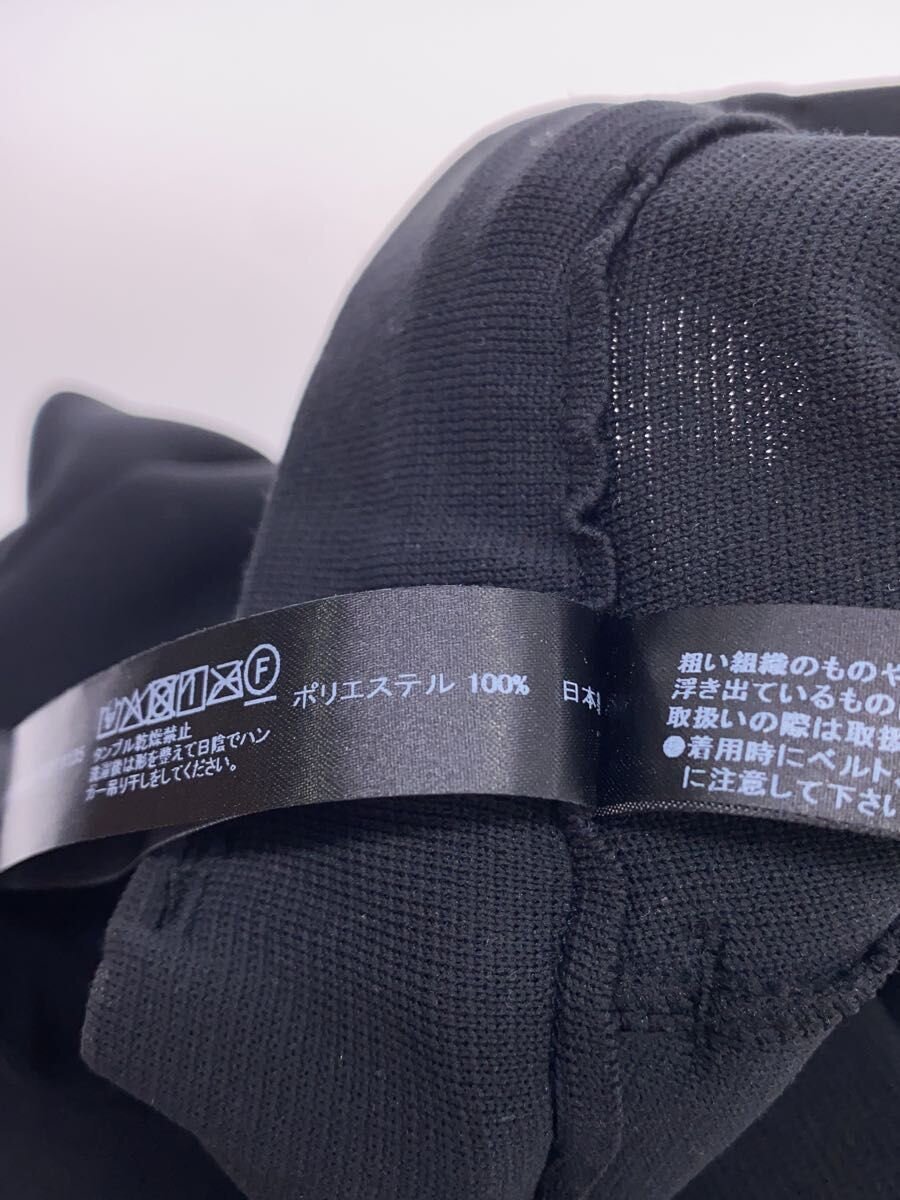 F
ポリエステル 100%
日本
タンブル乾燥禁止
洗濯後は形を整えて日陰でハン
ガー吊り干しをしてください。
粗い組織のものや
浮き出ているもの
取扱いの際は取扱
●着用時にベルト
に注意して下さい